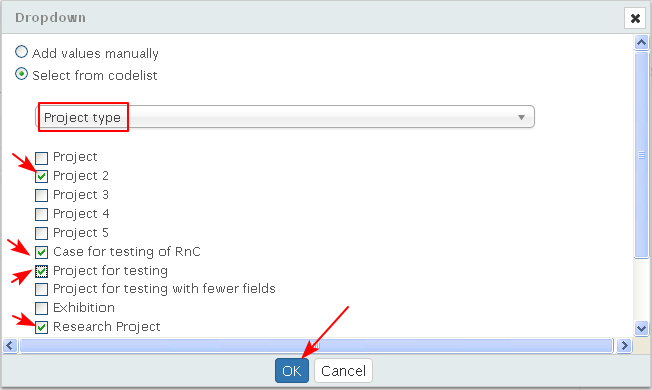 Dropdown
Add values manually
Select from codelist
Project type
Project
Project 2
Project 3
Project 4
Project 5
Case for testing of RnC
Project for testing
Project for testing with fewer fields
Exhibition
Research Project
OK Cancel